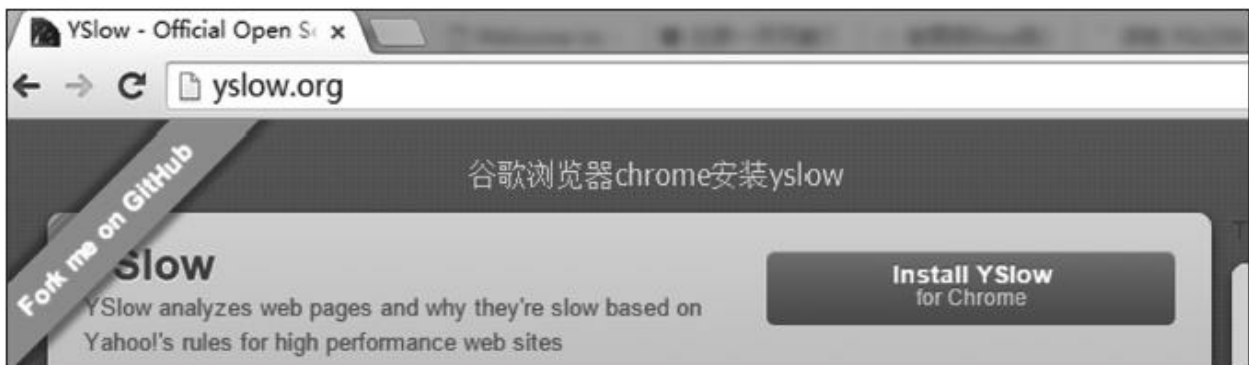 YSlow - Official Open S
yslow.org
Fork me on GitHub
谷歌浏览器chrome安装yslow
YSlow
Install YSlow
for Chrome
YSlow analyzes web pages and why they're slow based on
Yahoo!'s rules for high performance web sites